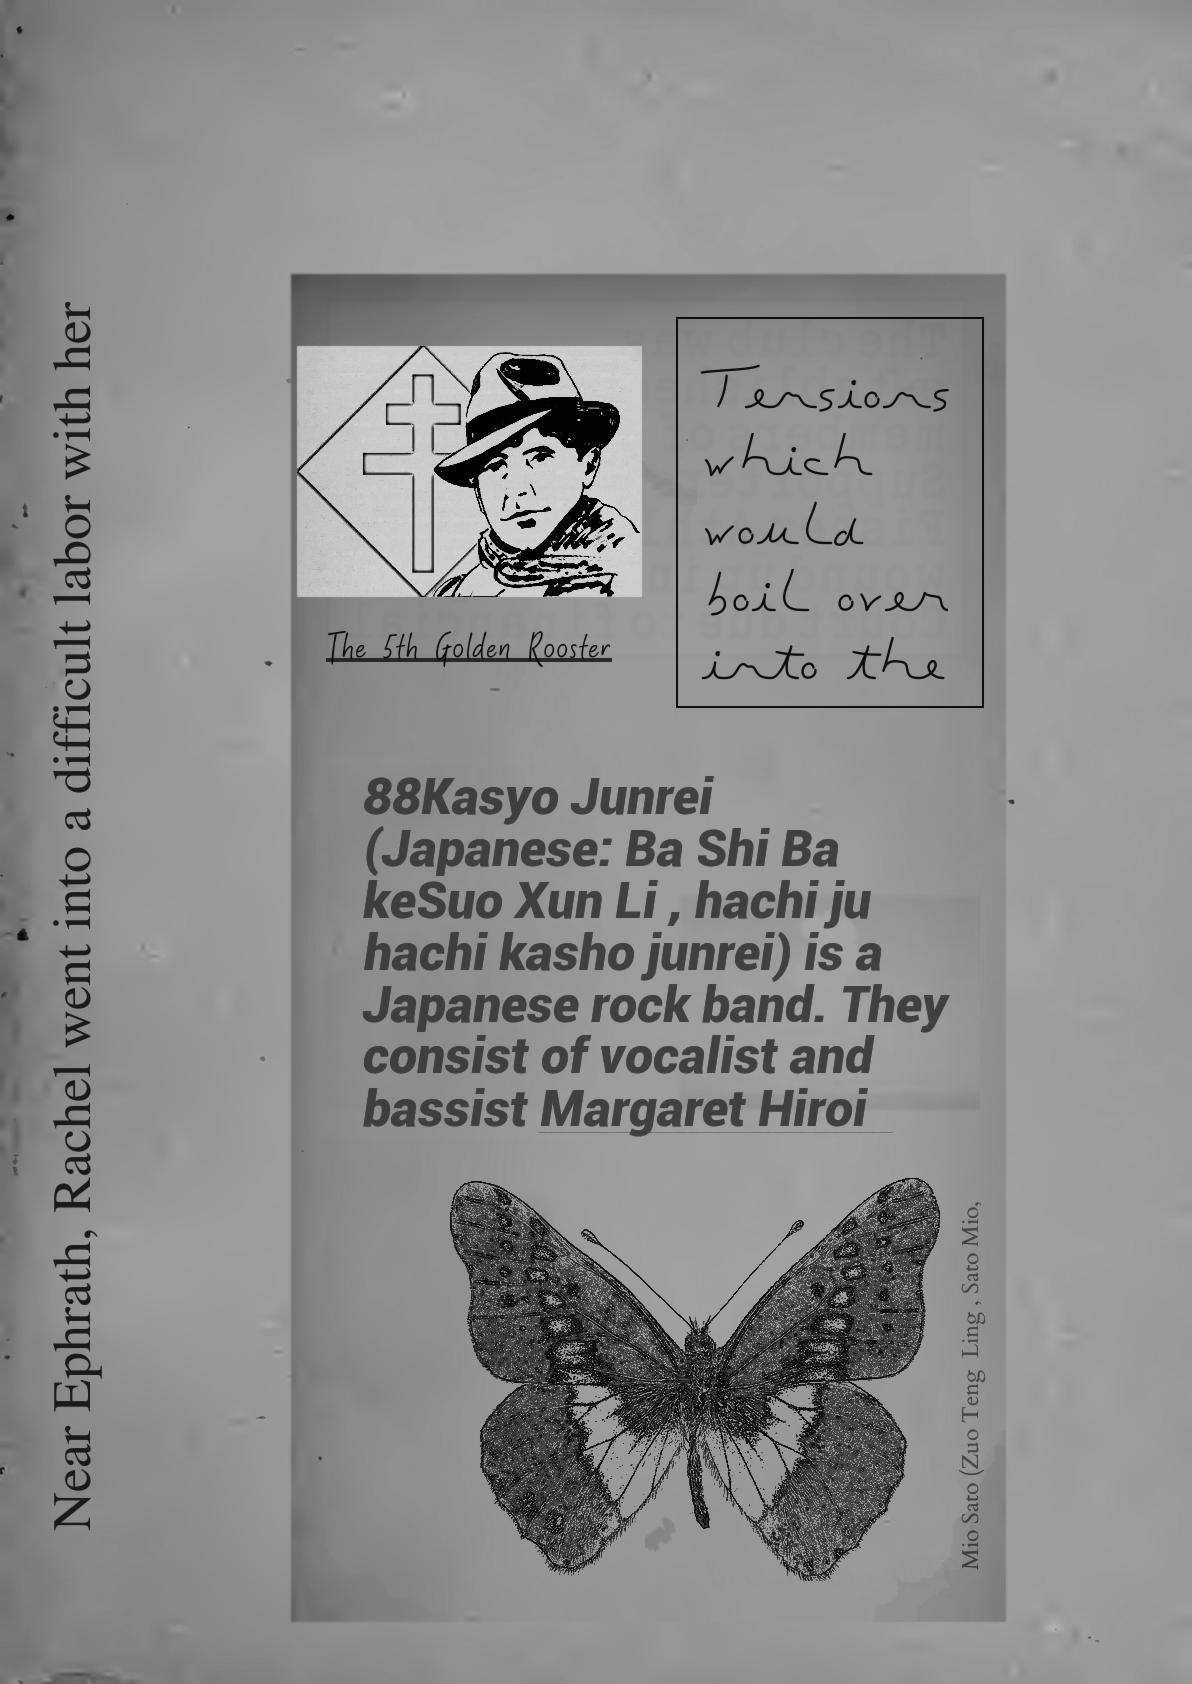 Near Ephrath, Rachel went into a difficult labor with her
The 5th Golden Rooster
Tensions
which
would
boil over
into the
88Kasyo Junrei
(Japanese: Ba Shi Ba
keSuo Xun Li , hachi ju
hachi kasho junrei) is a
Japanese rock band. They
consist of vocalist and
bassist Margaret Hiroi
Mio Sato (Zuo Teng  Ling , Sato Mio,